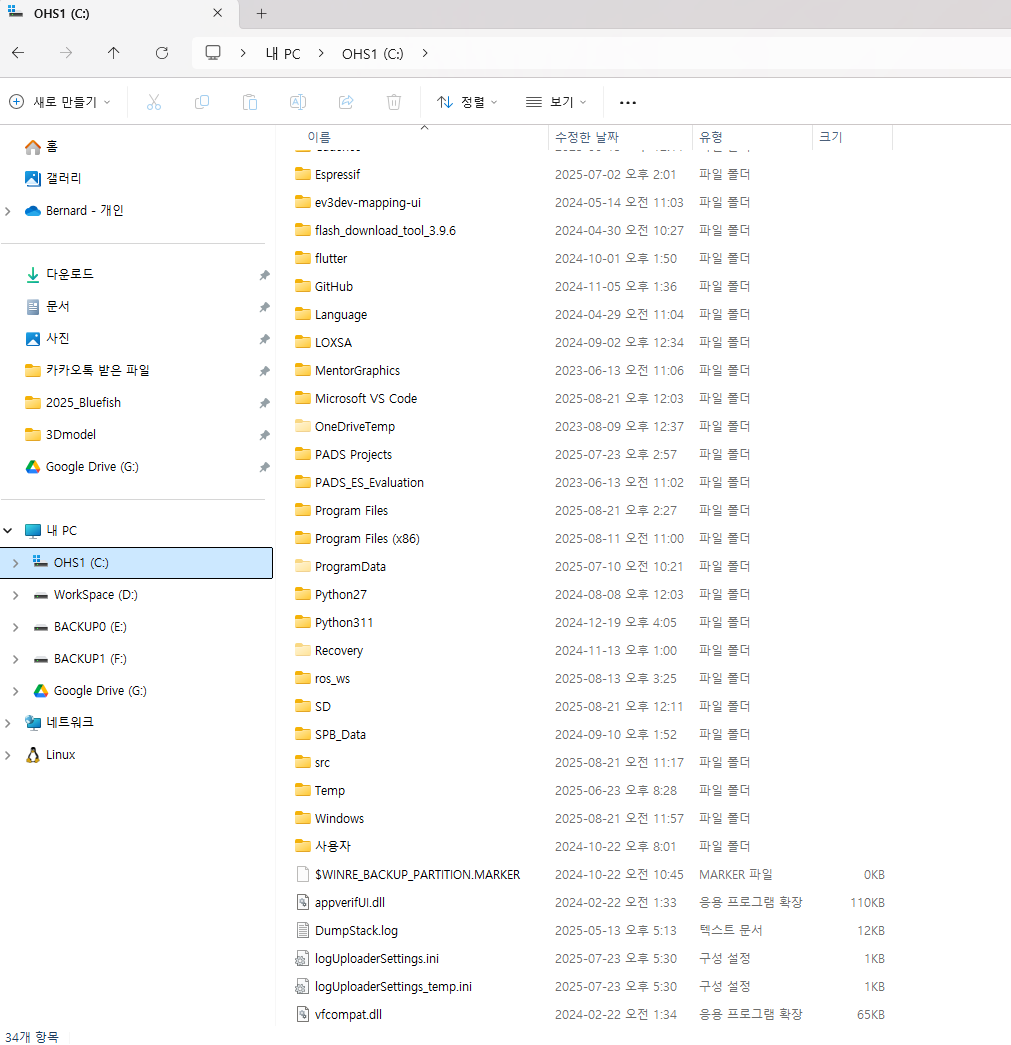 OHS1 (C:)
내 PC OHS1 (C:)
새로 만들기 정렬 보기
이름 수정한 날짜 유형 크기
홈
갤러리
Bernard - 개인
다운로드
문서
사진
카카오톡 받은 파일
2025_Bluefish
3Dmodel
Google Drive (G:)
내 PC
OHS1 (C:)
WorkSpace (D:)
BACKUP0 (E:)
BACKUP1 (F:)
Google Drive (G:)
네트워크
Linux
Espressif 2025-07-02 오후 2:01 파일 폴더
ev3dev-mapping-ui 2024-05-14 오전 11:03 파일 폴더
flash_download_tool_3.9.6 2024-04-30 오전 10:27 파일 폴더
flutter 2024-10-01 오후 1:50 파일 폴더
GitHub 2024-11-05 오후 1:36 파일 폴더
Language 2024-04-29 오전 11:04 파일 폴더
LOXSA 2024-09-02 오후 12:34 파일 폴더
MentorGraphics 2023-06-13 오전 11:06 파일 폴더
Microsoft VS Code 2025-08-21 오후 12:03 파일 폴더
OneDriveTemp 2023-08-09 오후 12:37 파일 폴더
PADS Projects 2025-07-23 오후 2:57 파일 폴더
PADS_ES_Evaluation 2023-06-13 오전 11:02 파일 폴더
Program Files 2025-08-21 오후 2:27 파일 폴더
Program Files (x86) 2025-08-11 오전 11:00 파일 폴더
ProgramData 2025-07-10 오전 10:21 파일 폴더
Python27 2024-08-08 오후 12:03 파일 폴더
Python311 2024-12-19 오후 4:05 파일 폴더
Recovery 2024-11-13 오후 1:00 파일 폴더
ros_ws 2025-08-13 오후 3:25 파일 폴더
SD 2025-08-21 오후 12:11 파일 폴더
SPB_Data 2024-09-10 오후 1:52 파일 폴더
src 2025-08-21 오전 11:17 파일 폴더
Temp 2025-06-23 오후 8:28 파일 폴더
Windows 2025-08-21 오전 11:57 파일 폴더
사용자 2024-10-22 오후 8:01 파일 폴더
$WINRE_BACKUP_PARTITION.MARKER 2024-10-22 오전 10:45 MARKER 파일 0KB
appverifUI.dll 2024-02-22 오후 1:33 응용 프로그램 확장 110KB
DumpStack.log 2025-05-13 오후 5:13 텍스트 문서 12KB
logUploaderSettings.ini 2025-07-23 오후 5:30 구성 설정 1KB
logUploaderSettings_temp.ini 2025-07-23 오후 5:30 구성 설정 1KB
vfcompat.dll 2024-02-22 오후 1:34 응용 프로그램 확장 65KB
34개 항목